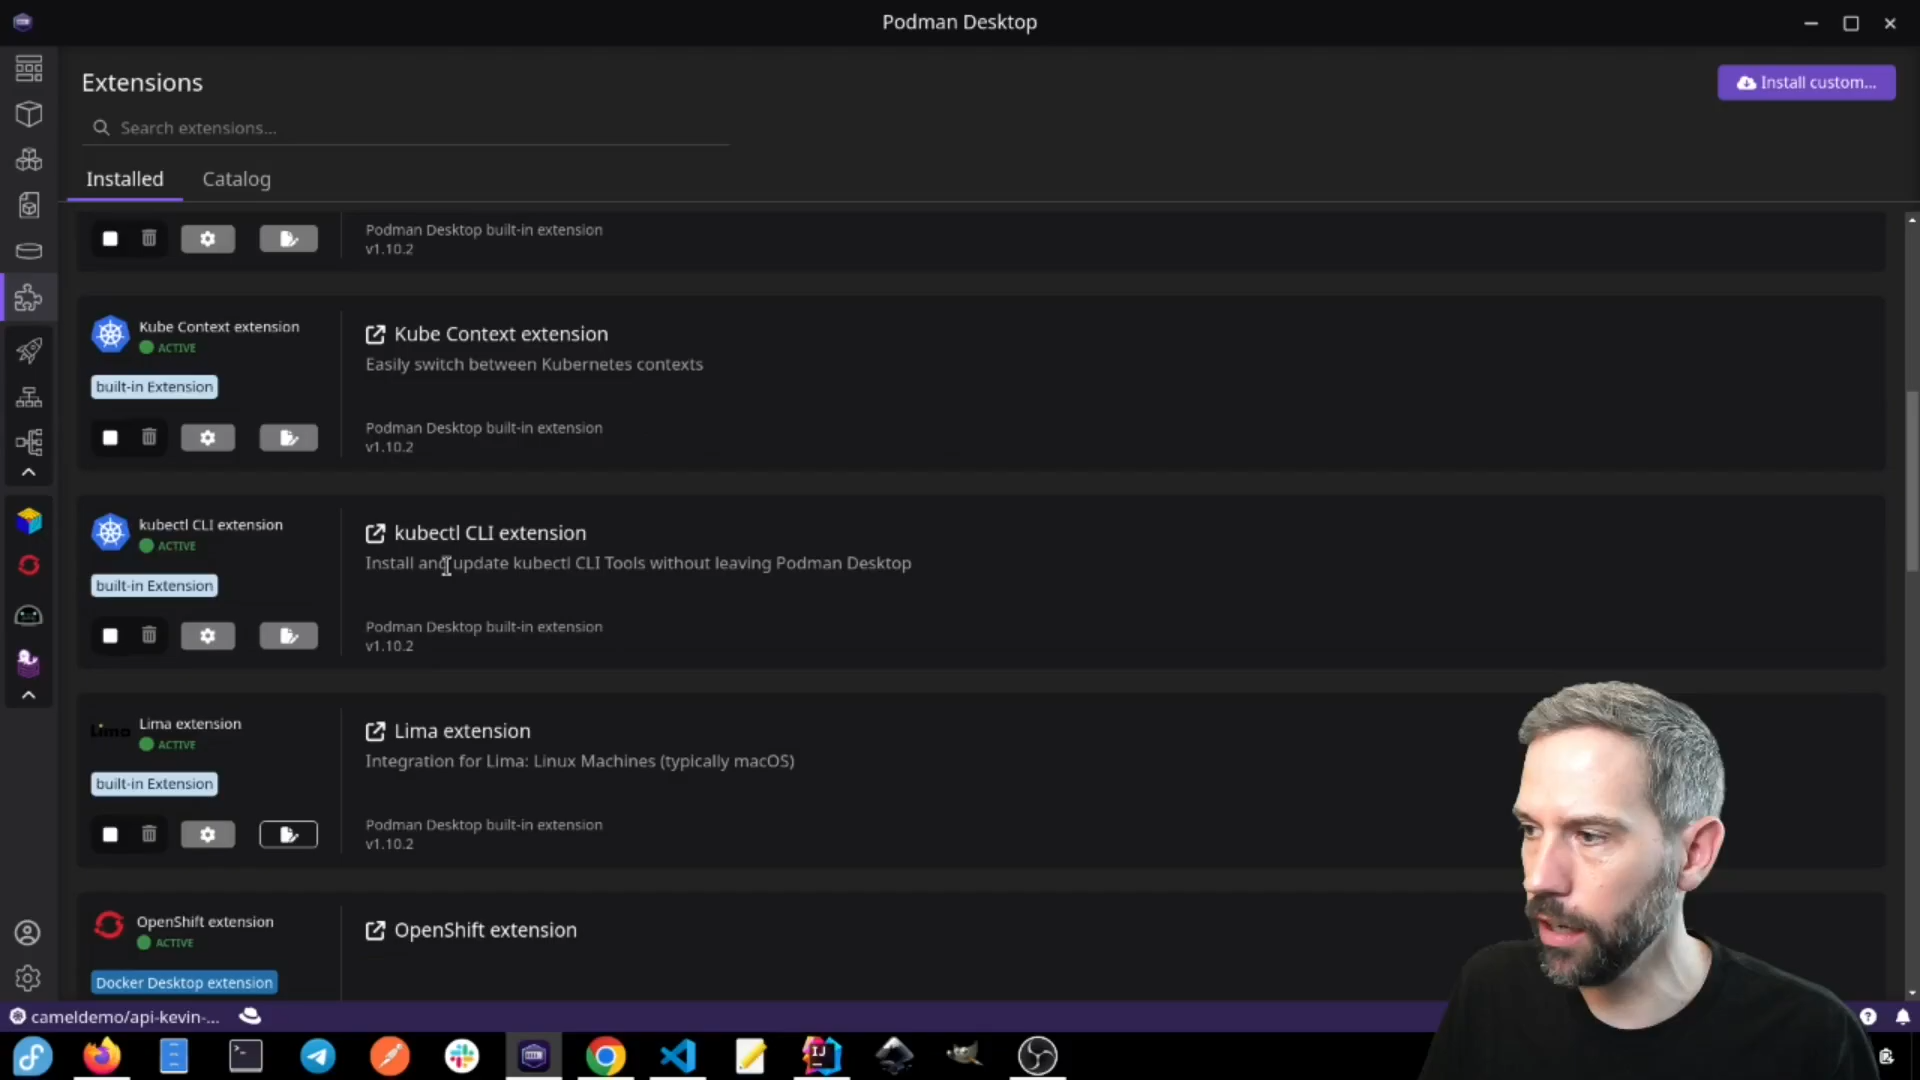 Podman Desktop
Extensions
Install custom...
Search extensions...
Installed
Catalog
Podman Desktop built-in extension
v1.10.2
Kube Context extension
ACTIVE
built-in Extension
Kube Context extension
Easily switch between Kubernetes contexts
Podman Desktop built-in extension
v1.10.2
kubectl CLI extension
ACTIVE
built-in Extension
kubectl CLI extension
Install and update kubectl CLI Tools without leaving Podman Desktop
Podman Desktop built-in extension
v1.10.2
Lima extension
ACTIVE
built-in Extension
Lima extension
Integration for Lima: Linux Machines (typically macOS)
Podman Desktop built-in extension
v1.10.2
OpenShift extension
ACTIVE
Docker Desktop extension
OpenShift extension
cameldemo/api-kevin-...